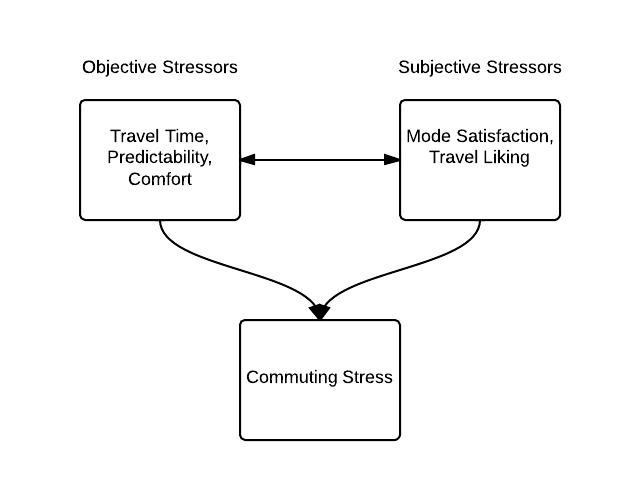 Objective Stressors
Subjective Stressors
Travel Time,
Predictability,
Comfort
Mode Satisfaction,
Travel Liking
Commuting Stress